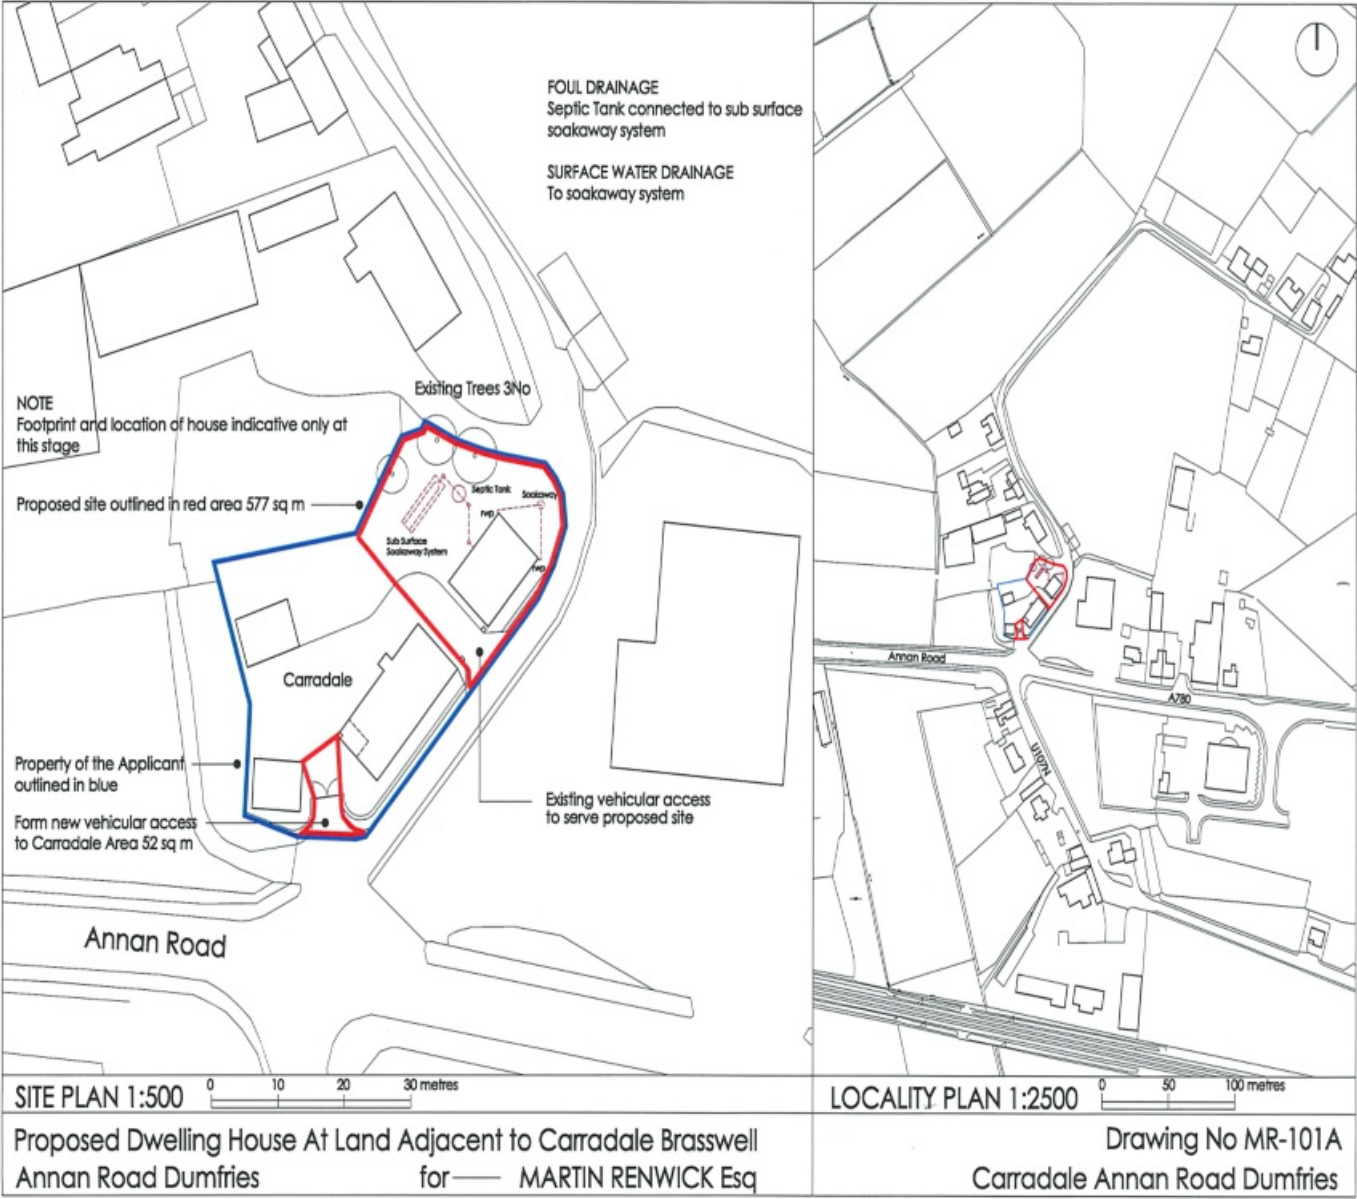 FOUL DRAINAGE
Septic Tank connected to sub surface
soakaway system
SURFACE WATER DRAINAGE
To soakaway system
Existing Trees 3No
NOTE
Footprint and location of house indicative only at
this stage
Proposed site outlined in red area 577 sq m
Septic Tank
Soakaway
rwp
Sub Surface
Soakaway System
rwp
Carradale
Property of the Applicant
outlined in blue
Form new vehicular access
to Carradale Area 52 sq m
Existing vehicular access
to serve proposed site
Annan Road
SITE PLAN 1:500
0 10 20 30 metres
Annan Road
A780
U107N
LOCALITY PLAN 1:2500
0 50 100 metres
Proposed Dwelling House At Land Adjacent to Carradale Brasswell
Annan Road Dumfries for MARTIN RENWICK Esq
Drawing No MR-101A
Carradale Annan Road Dumfries